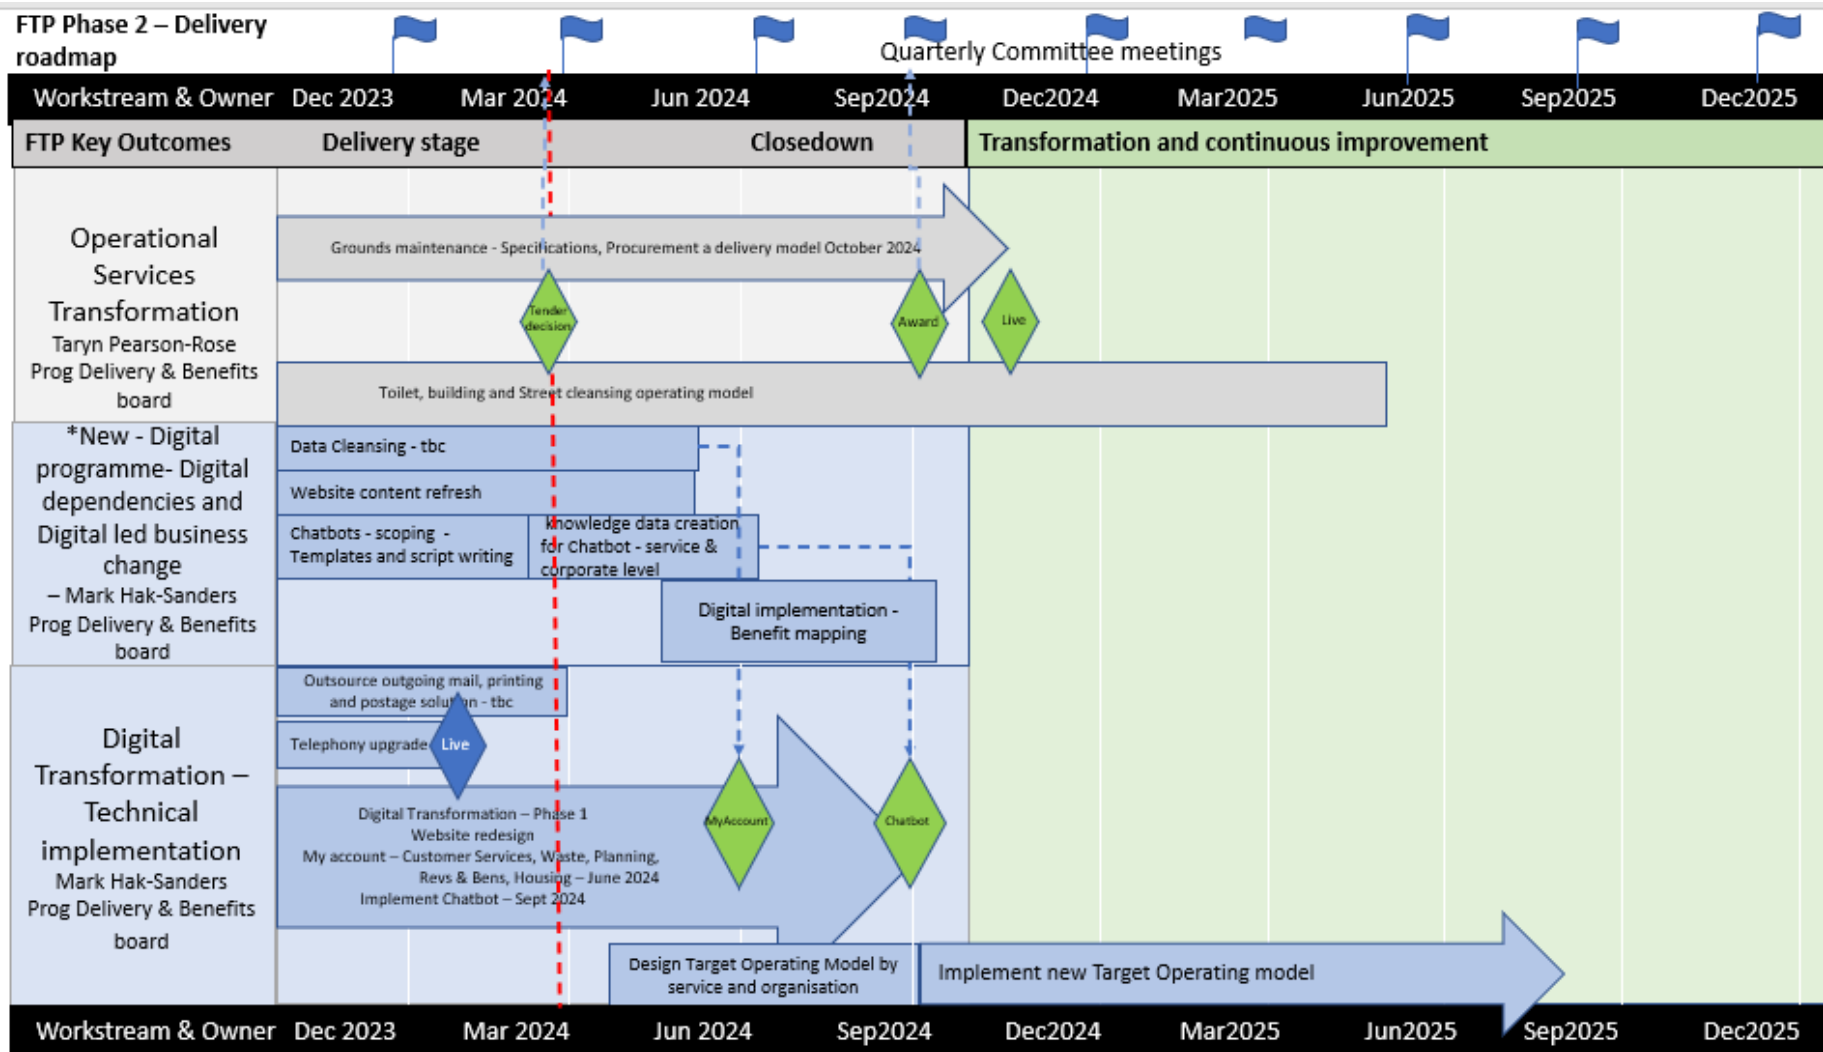 FTP Phase 2 – Delivery
roadmap
Quarterly Committee meetings
Workstream & Owner Dec 2023 Mar 2024 Jun 2024 Sep2024 Dec2024 Mar2025 Jun2025 Sep2025 Dec2025
FTP Key Outcomes Delivery stage Closedown Transformation and continuous improvement
Operational
Services
Transformation
Taryn Pearson-Rose
Prog Delivery & Benefits
board
Grounds maintenance - Specifications, Procurement a delivery model October 2024
Tender
decision
Award
Live
Toilet, building and Street cleansing operating model
*New - Digital
programme- Digital
dependencies and
Digital led business
change
– Mark Hak-Sanders
Prog Delivery & Benefits
board
Data Cleansing - tbc
Website content refresh
Chatbots - scoping -
Templates and script writing
knowledge data creation
for Chatbot - service &
corporate level
Digital implementation -
Benefit mapping
Digital
Transformation –
Technical
implementation
Mark Hak-Sanders
Prog Delivery & Benefits
board
Outsource outgoing mail, printing
and postage solution - tbc
Telephony upgrade
Live
Digital Transformation – Phase 1
Website redesign
My account – Customer Services, Waste, Planning,
Revs & Bens, Housing – June 2024
Implement Chatbot – Sept 2024
MyAccount
Chatbot
Design Target Operating Model by
service and organisation
Implement new Target Operating model
Workstream & Owner Dec 2023 Mar 2024 Jun 2024 Sep2024 Dec2024 Mar2025 Jun2025 Sep2025 Dec2025